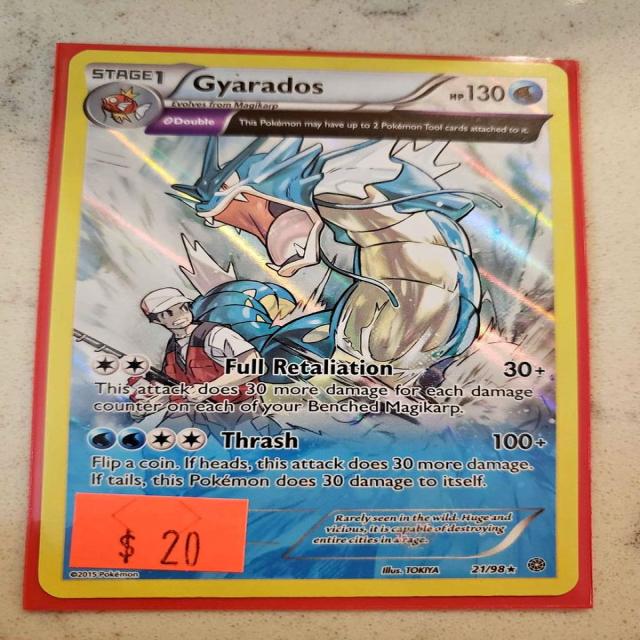 STAGE1
Gyarados
HP130
Evolves from Magikarp
Double
This Pokémon may have up to 2 Pokémon Tool cards attached to it.
Full Retaliation 30+
This attack does 30 more damage for each damage
counter on each of your Benched Magikarp.
Thrash 100+
Flip a coin. If heads, this attack does 30 more damage.
If tails, this Pokémon does 30 damage to itself.
$ 20
Rarely seen in the wild. Huge and
vicious, it is capable of destroying
entire cities in a rage.
©2015 Pokémon
Illus. TOKIYA
21/98